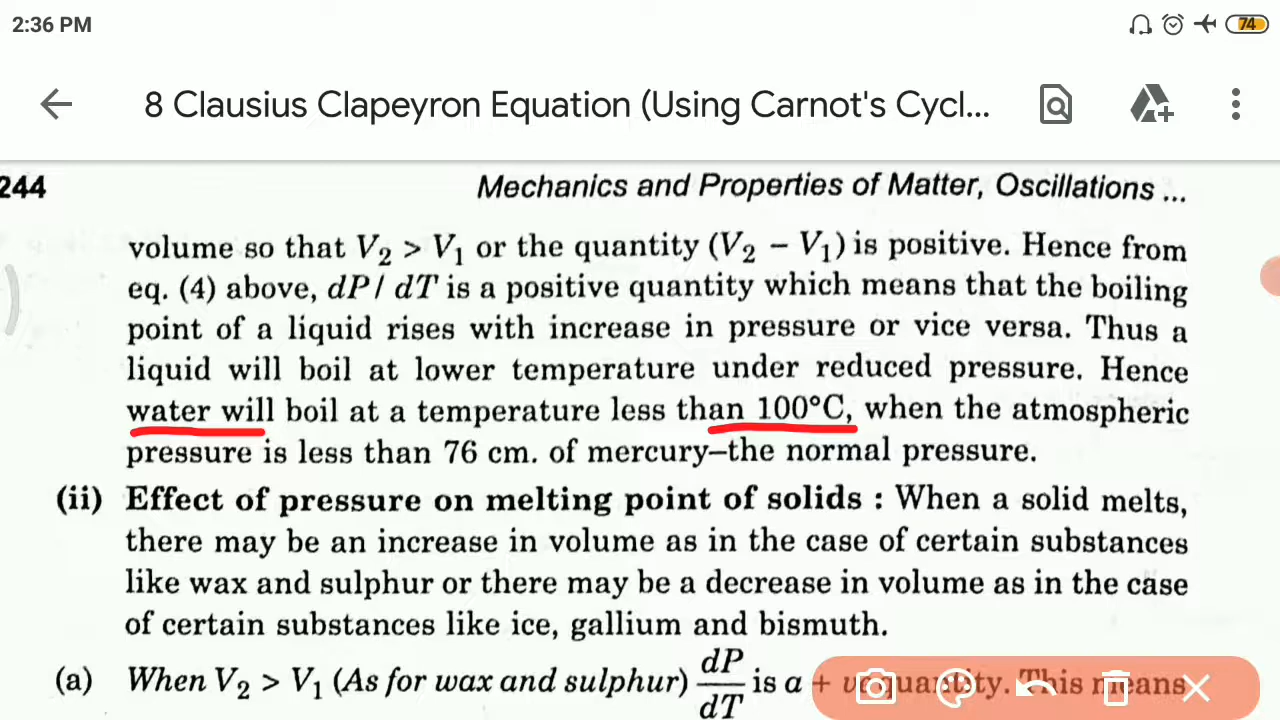 2:36 PM
74
8 Clausius Clapeyron Equation (Using Carnot's Cycl...
244
Mechanics and Properties of Matter, Oscillations ...
volume so that V₂ > V₁ or the quantity (V₂ − V₁) is positive. Hence from
eq. (4) above, dP / dT is a positive quantity which means that the boiling
point of a liquid rises with increase in pressure or vice versa. Thus a
liquid will boil at lower temperature under reduced pressure. Hence
water will boil at a temperature less than 100°C, when the atmospheric
pressure is less than 76 cm. of mercury–the normal pressure.
(ii) Effect of pressure on melting point of solids : When a solid melts,
there may be an increase in volume as in the case of certain substances
like wax and sulphur or there may be a decrease in volume as in the case
of certain substances like ice, gallium and bismuth.
(a) When V₂ > V₁ (As for wax and sulphur) dP/dT is a + quantity. This means